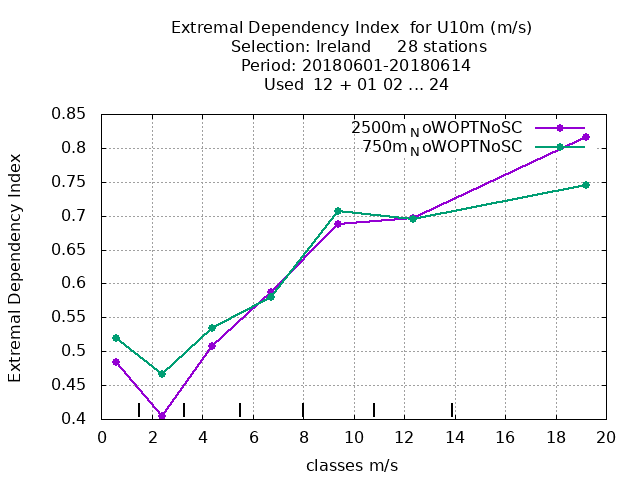 Extremal Dependency Index  for U10m (m/s)
Selection: Ireland     28 stations
Period: 20180601-20180614
Used  12 + 01 02 ... 24
2500m_NoWOPTNoSC
750m_NoWOPTNoSC
Extremal Dependency Index
0.85
0.8
0.75
0.7
0.65
0.6
0.55
0.5
0.45
0.4
0 2 4 6 8 10 12 14 16 18 20
classes m/s